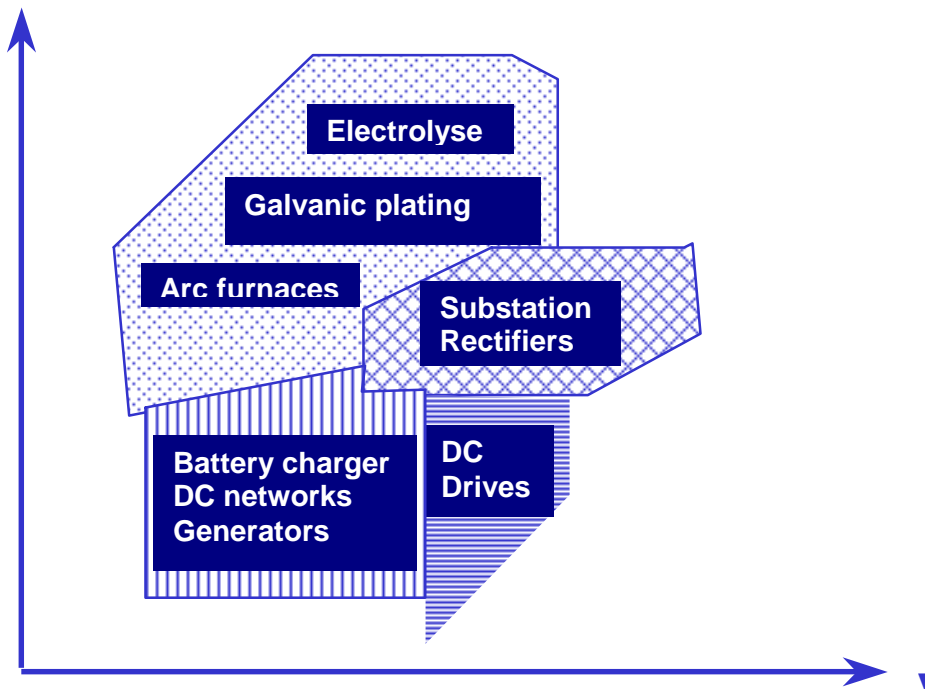 Electrolyse
Galvanic plating
Arc furnaces
Substation
Rectifiers
Battery charger
DC networks
Generators
DC
Drives